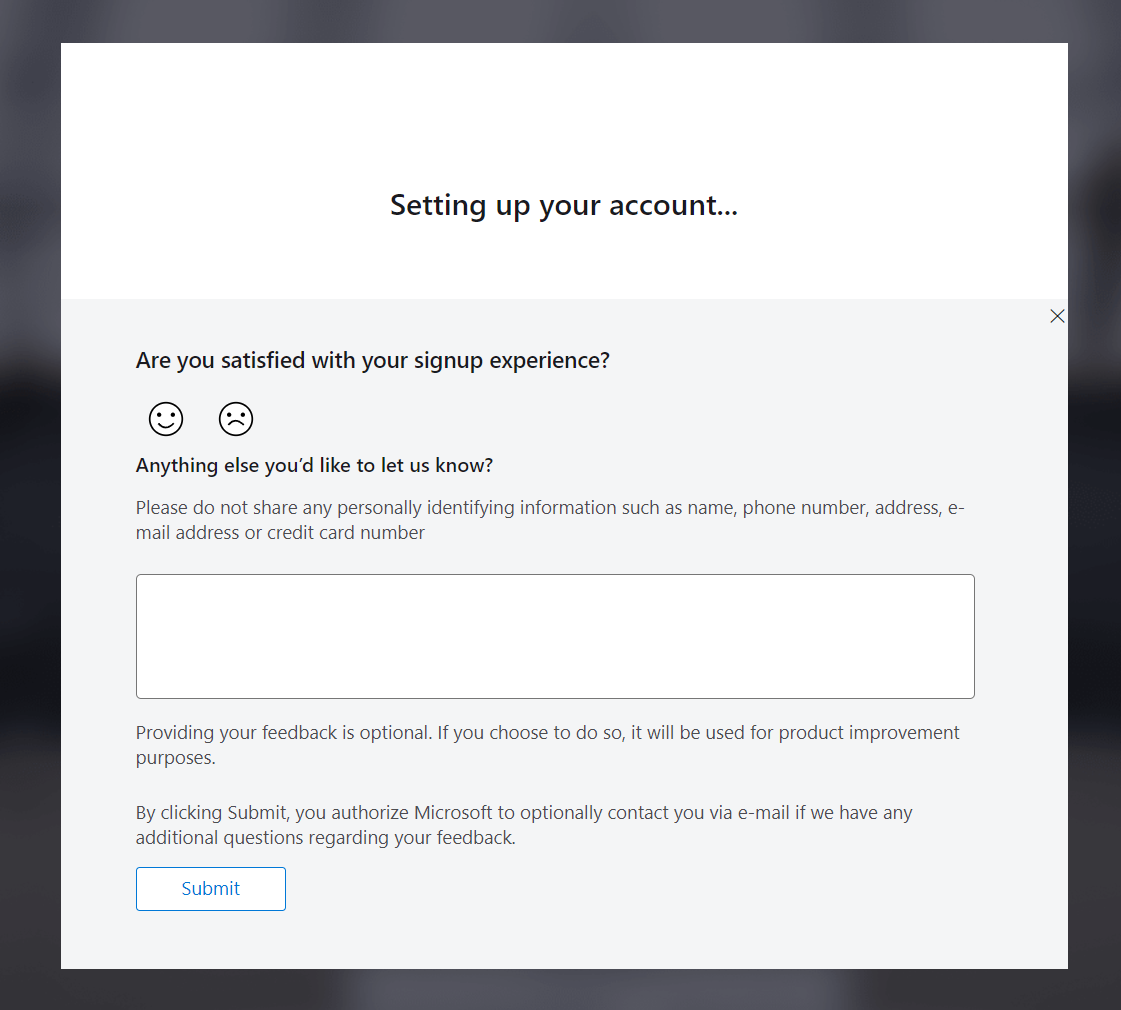 Setting up your account...
Are you satisfied with your signup experience?
Anything else you’d like to let us know?
Please do not share any personally identifying information such as name, phone number, address, e-
mail address or credit card number
Providing your feedback is optional. If you choose to do so, it will be used for product improvement
purposes.
By clicking Submit, you authorize Microsoft to optionally contact you via e-mail if we have any
additional questions regarding your feedback.
Submit